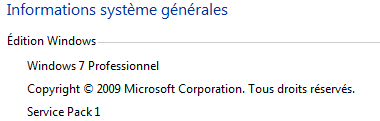 Informations système générales
Édition Windows
Windows 7 Professionnel
Copyright © 2009 Microsoft Corporation. Tous droits réservés.
Service Pack 1